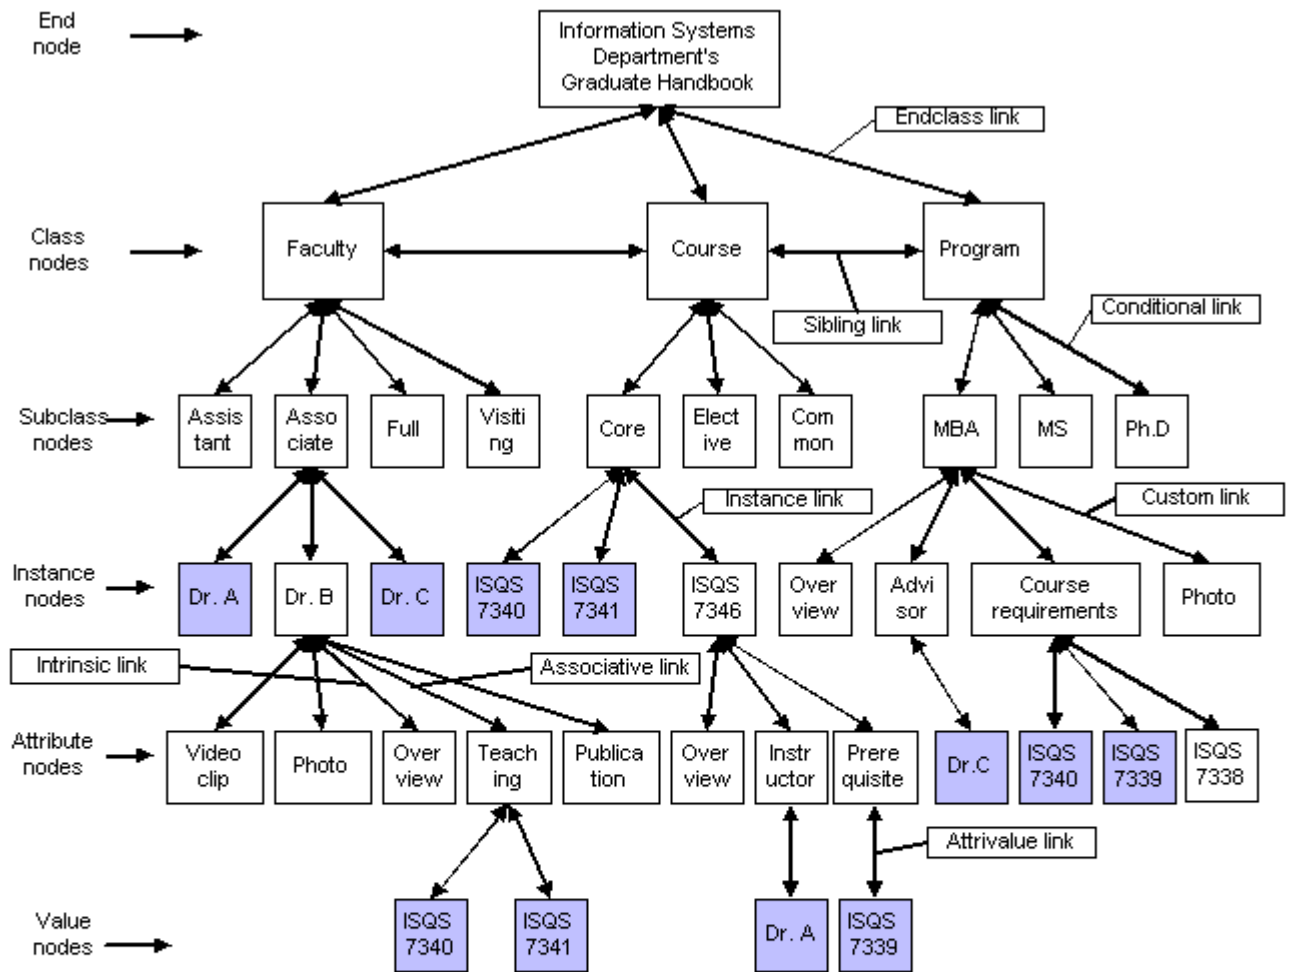 End
node
Information Systems
Department's
Graduate Handbook
Endclass link
Class
nodes
Faculty
Course
Program
Sibling link
Conditional link
Subclass
nodes
Assis
tant
Asso
ciate
Full
Visiti
ng
Core
Elect
ive
Com
mon
MBA
MS
Ph.D
Instance link
Custom link
Instance
nodes
Dr. A
Dr. B
Dr. C
ISQS
7340
ISQS
7341
ISQS
7346
Over
view
Advi
sor
Course
requirements
Photo
Intrinsic link
Associative link
Attribute
nodes
Video
clip
Photo
Over
view
Teach
ing
Publica
tion
Over
view
Instr
uctor
Prere
quisite
Dr.C
ISQS
7340
ISQS
7339
ISQS
7338
Attrivalue link
Value
nodes
ISQS
7340
ISQS
7341
Dr. A
ISQS
7339